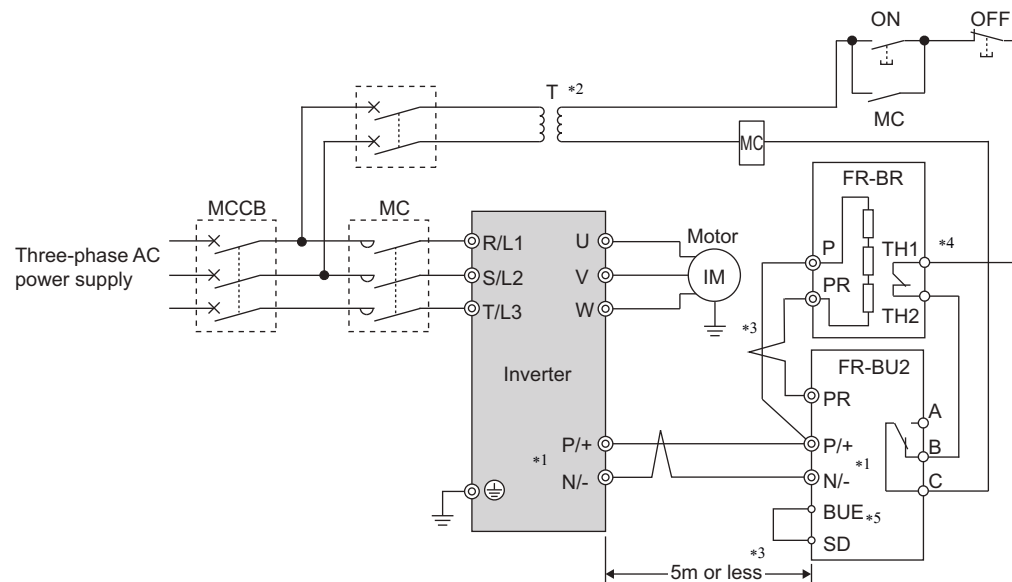 ON
OFF
T *2
MC
MC
FR-BR
MCCB
MC
Three-phase AC
power supply
R/L1
S/L2
T/L3
U
V
W
Motor
IM
P
PR
TH1
TH2
*4
*3
FR-BU2
Inverter
PR
A
B
C
P/+
N/-
*1
P/+
N/-
*1
BUE
*5
SD
*3
5m or less